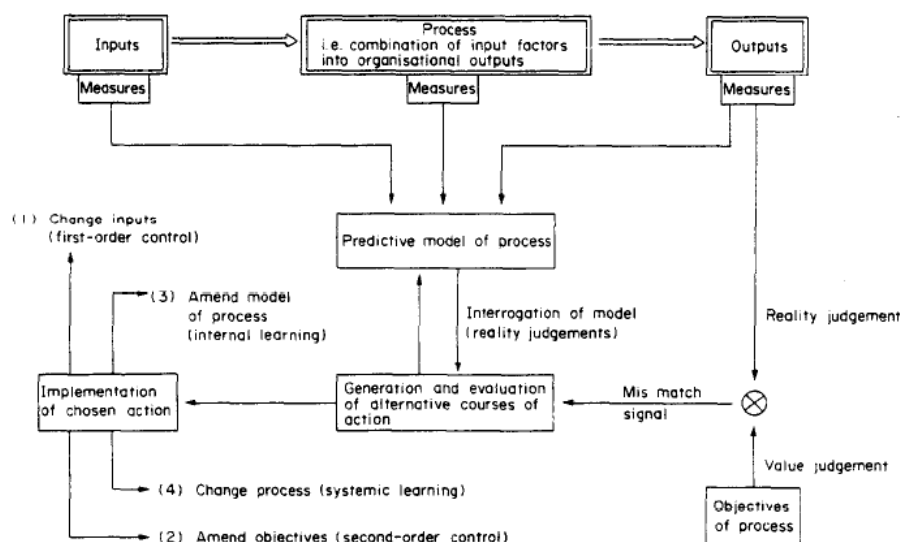 Inputs
Process
i.e. combination of input factors
into organisational outputs
Outputs
Measures
Measures
Measures
(1) Change inputs
(first-order control)
Predictive model of process
(3) Amend model
of process
(internal learning)
Interrogation of model
(reality judgements)
Reality judgement
Implementation
of chosen action
Generation and evaluation
of alternative courses of
action
Mis match
signal
Value judgement
(4) Change process (systemic learning)
Objectives
of process
(2) Amend objectives (second-order control)